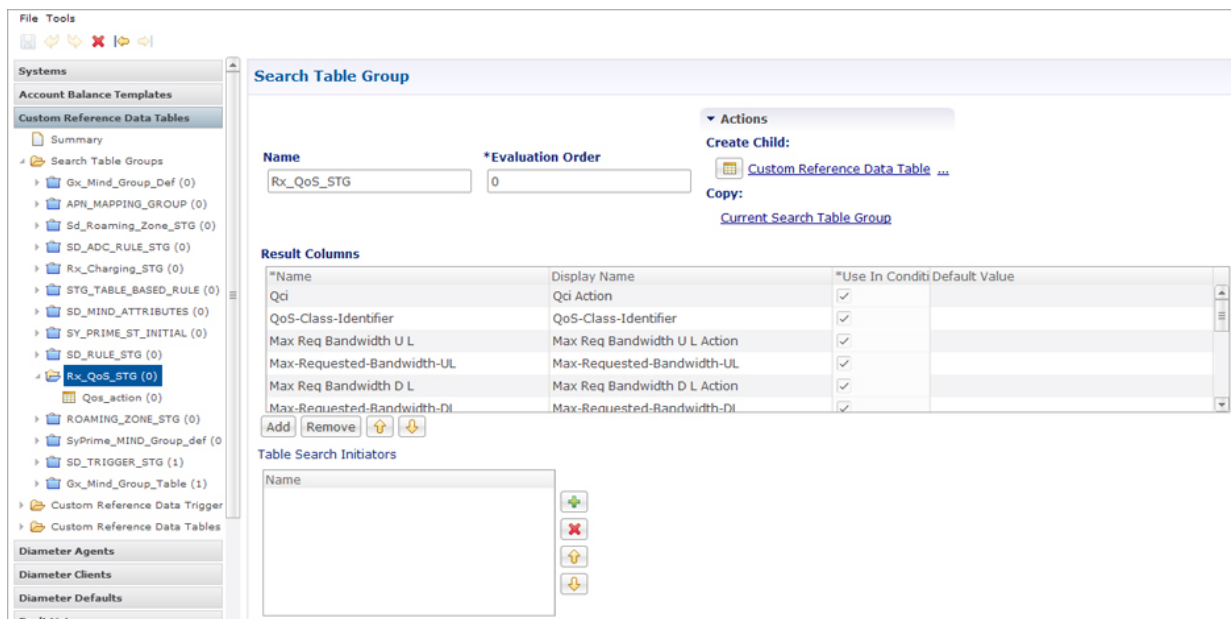 File Tools
Systems
Account Balance Templates
Custom Reference Data Tables
Summary
Search Table Groups
Gx_Mind_Group_Def (0)
APN_MAPPING_GROUP (0)
Sd_Roaming_Zone_STG (0)
SD_ADC_RULE_STG (0)
Rx_Charging_STG (0)
STG_TABLE_BASED_RULE (0)
SD_MIND_ATTRIBUTES (0)
SY_PRIME_ST_INITIAL (0)
SD_RULE_STG (0)
Rx_QoS_STG (0)
Qos_action (0)
ROAMING_ZONE_STG (0)
SyPrime_MIND_Group_def (0
SD_TRIGGER_STG (1)
Gx_Mind_Group_Table (1)
Custom Reference Data Trigger
Custom Reference Data Tables
Diameter Agents
Diameter Clients
Diameter Defaults
Search Table Group
Actions
Create Child:
Custom Reference Data Table ...
Copy:
Current Search Table Group
Name *Evaluation Order
Rx_QoS_STG 0
Result Columns
*Name Display Name *Use In Conditi Default Value
Qci Qci Action
QoS-Class-Identifier QoS-Class-Identifier
Max Req Bandwidth U L Max Req Bandwidth U L Action
Max-Requested-Bandwidth-UL Max-Requested-Bandwidth-UL
Max Req Bandwidth D L Max Req Bandwidth D L Action
Max-Requested-Bandwidth-DL Max-Requested-Bandwidth-DL
Add Remove
Table Search Initiators
Name